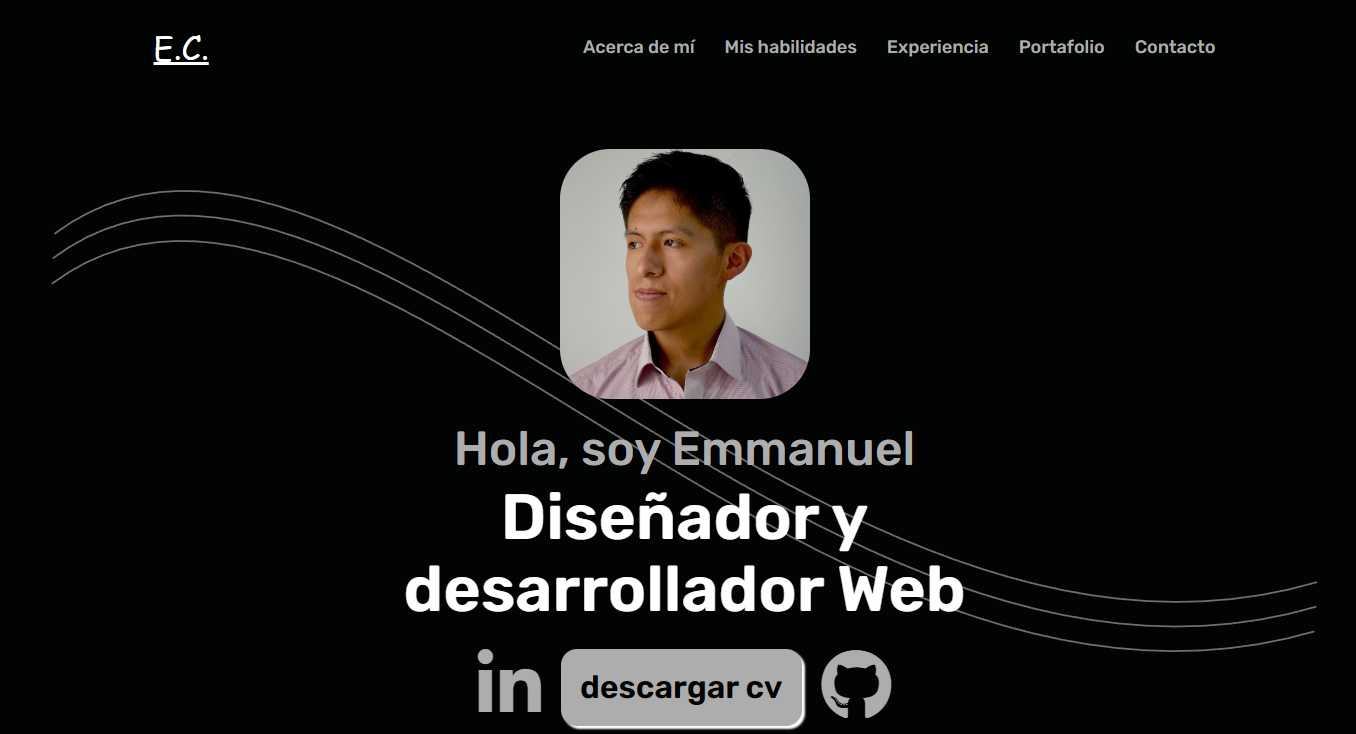 E.C.
Acerca de mí Mis habilidades Experiencia Portafolio Contacto
Hola, soy Emmanuel
Diseñador y
desarrollador Web
in
descargar cv